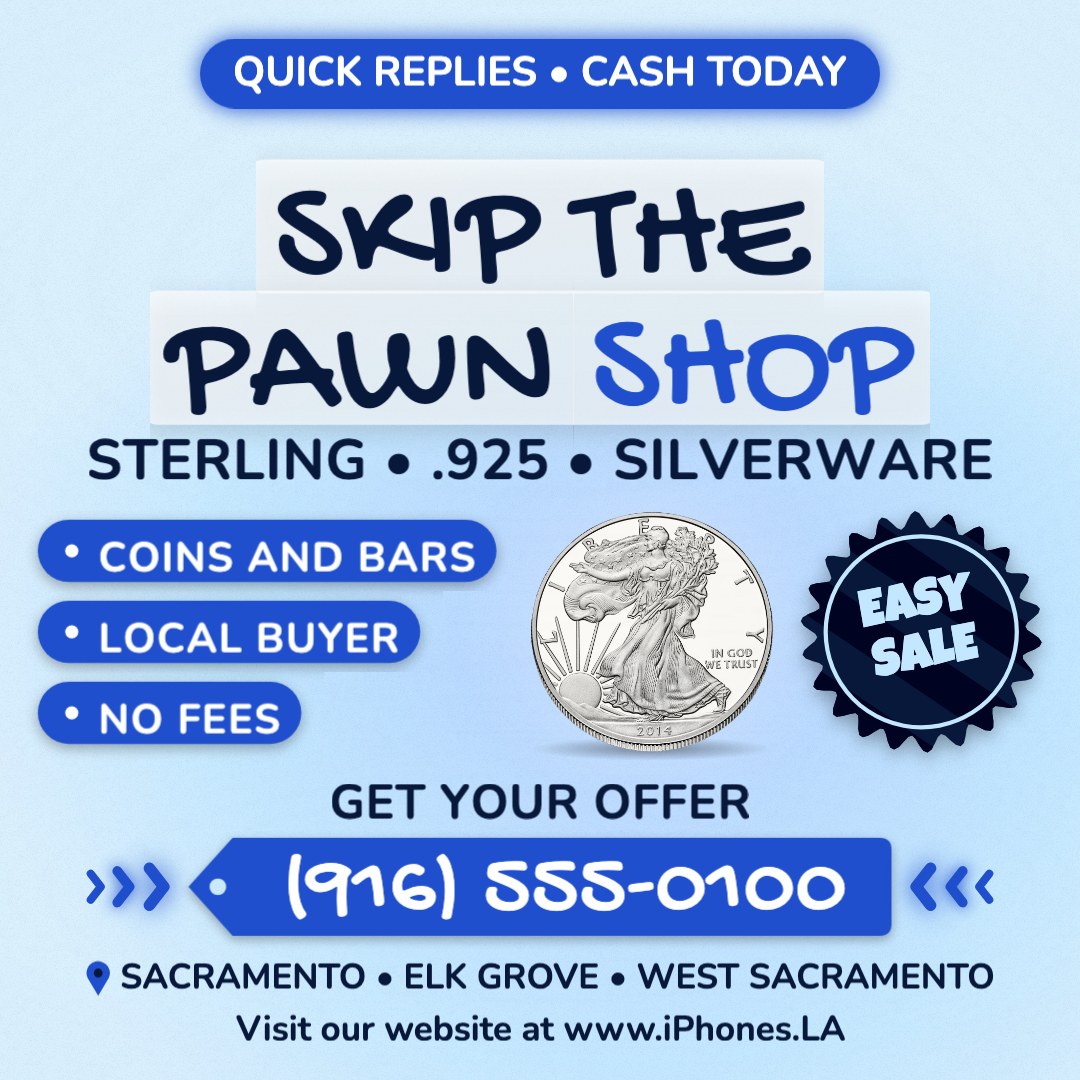 QUICK REPLIES • CASH TODAY
SKIP THE
PAWN SHOP
STERLING • .925 • SILVERWARE
• COINS AND BARS
• LOCAL BUYER
• NO FEES
LIBERTY
IN GOD
WE TRUST
2014
EASY
SALE
GET YOUR OFFER
(916) 555-0100
SACRAMENTO • ELK GROVE • WEST SACRAMENTO
Visit our website at www.iPhones.LA